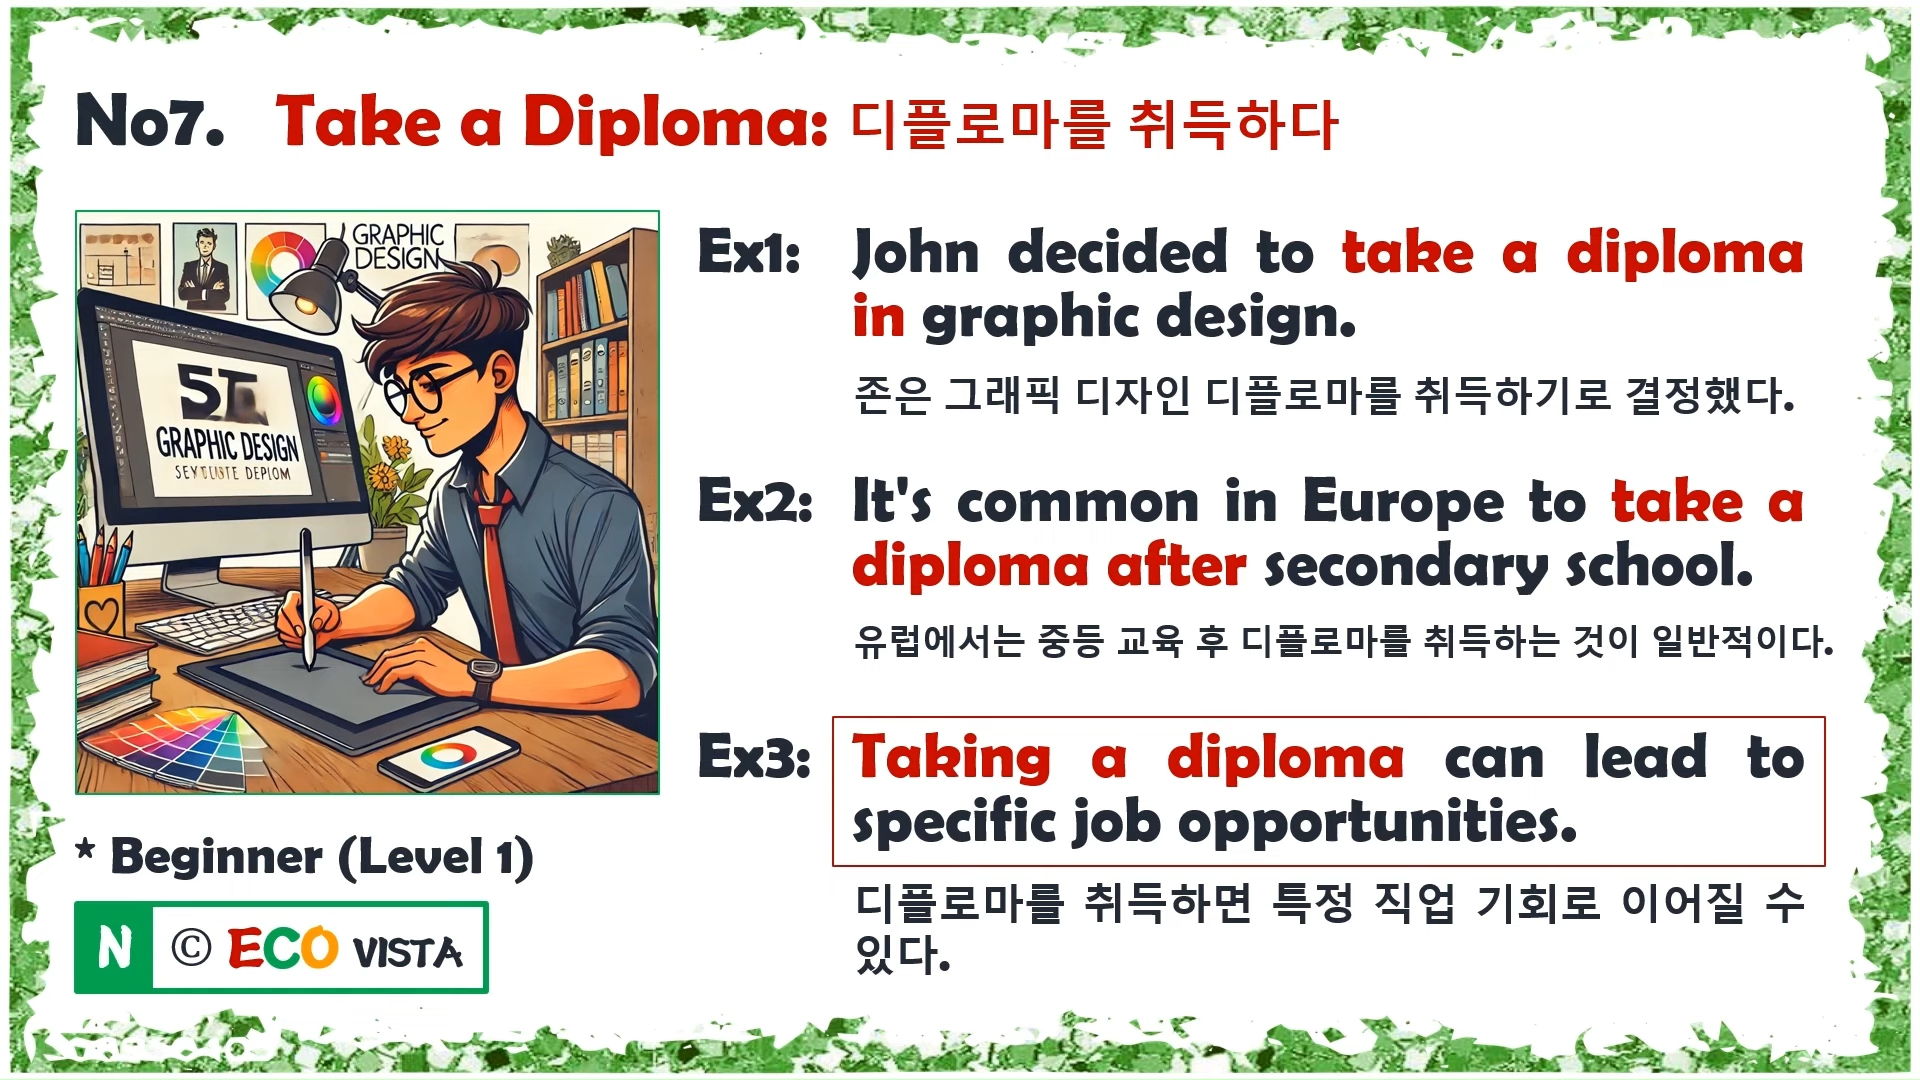 No7. Take a Diploma: 디플로마를 취득하다
GRAPHIC
DESIGN
GRAPHIC DESIGN
Ex1: John decided to take a diploma
in graphic design.
존은 그래픽 디자인 디플로마를 취득하기로 결정했다.
Ex2: It's common in Europe to take a
diploma after secondary school.
유럽에서는 중등 교육 후 디플로마를 취득하는 것이 일반적이다.
Ex3: Taking a diploma can lead to
specific job opportunities.
디플로마를 취득하면 특정 직업 기회로 이어질 수
있다.
* Beginner (Level 1)
N © ECO VISTA